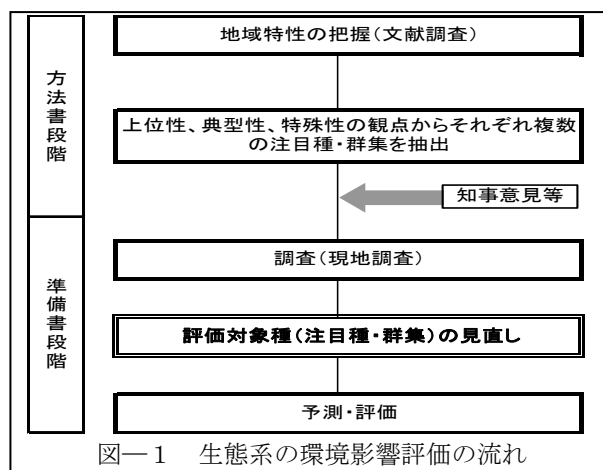 方法書段階
地域特性の把握(文献調査)
上位性、典型性、特殊性の観点からそれぞれ複数
の注目種・群集を抽出
知事意見等
準備書段階
調査(現地調査)
評価対象種(注目種・群集)の見直し
予測・評価
図―1　生態系の環境影響評価の流れ